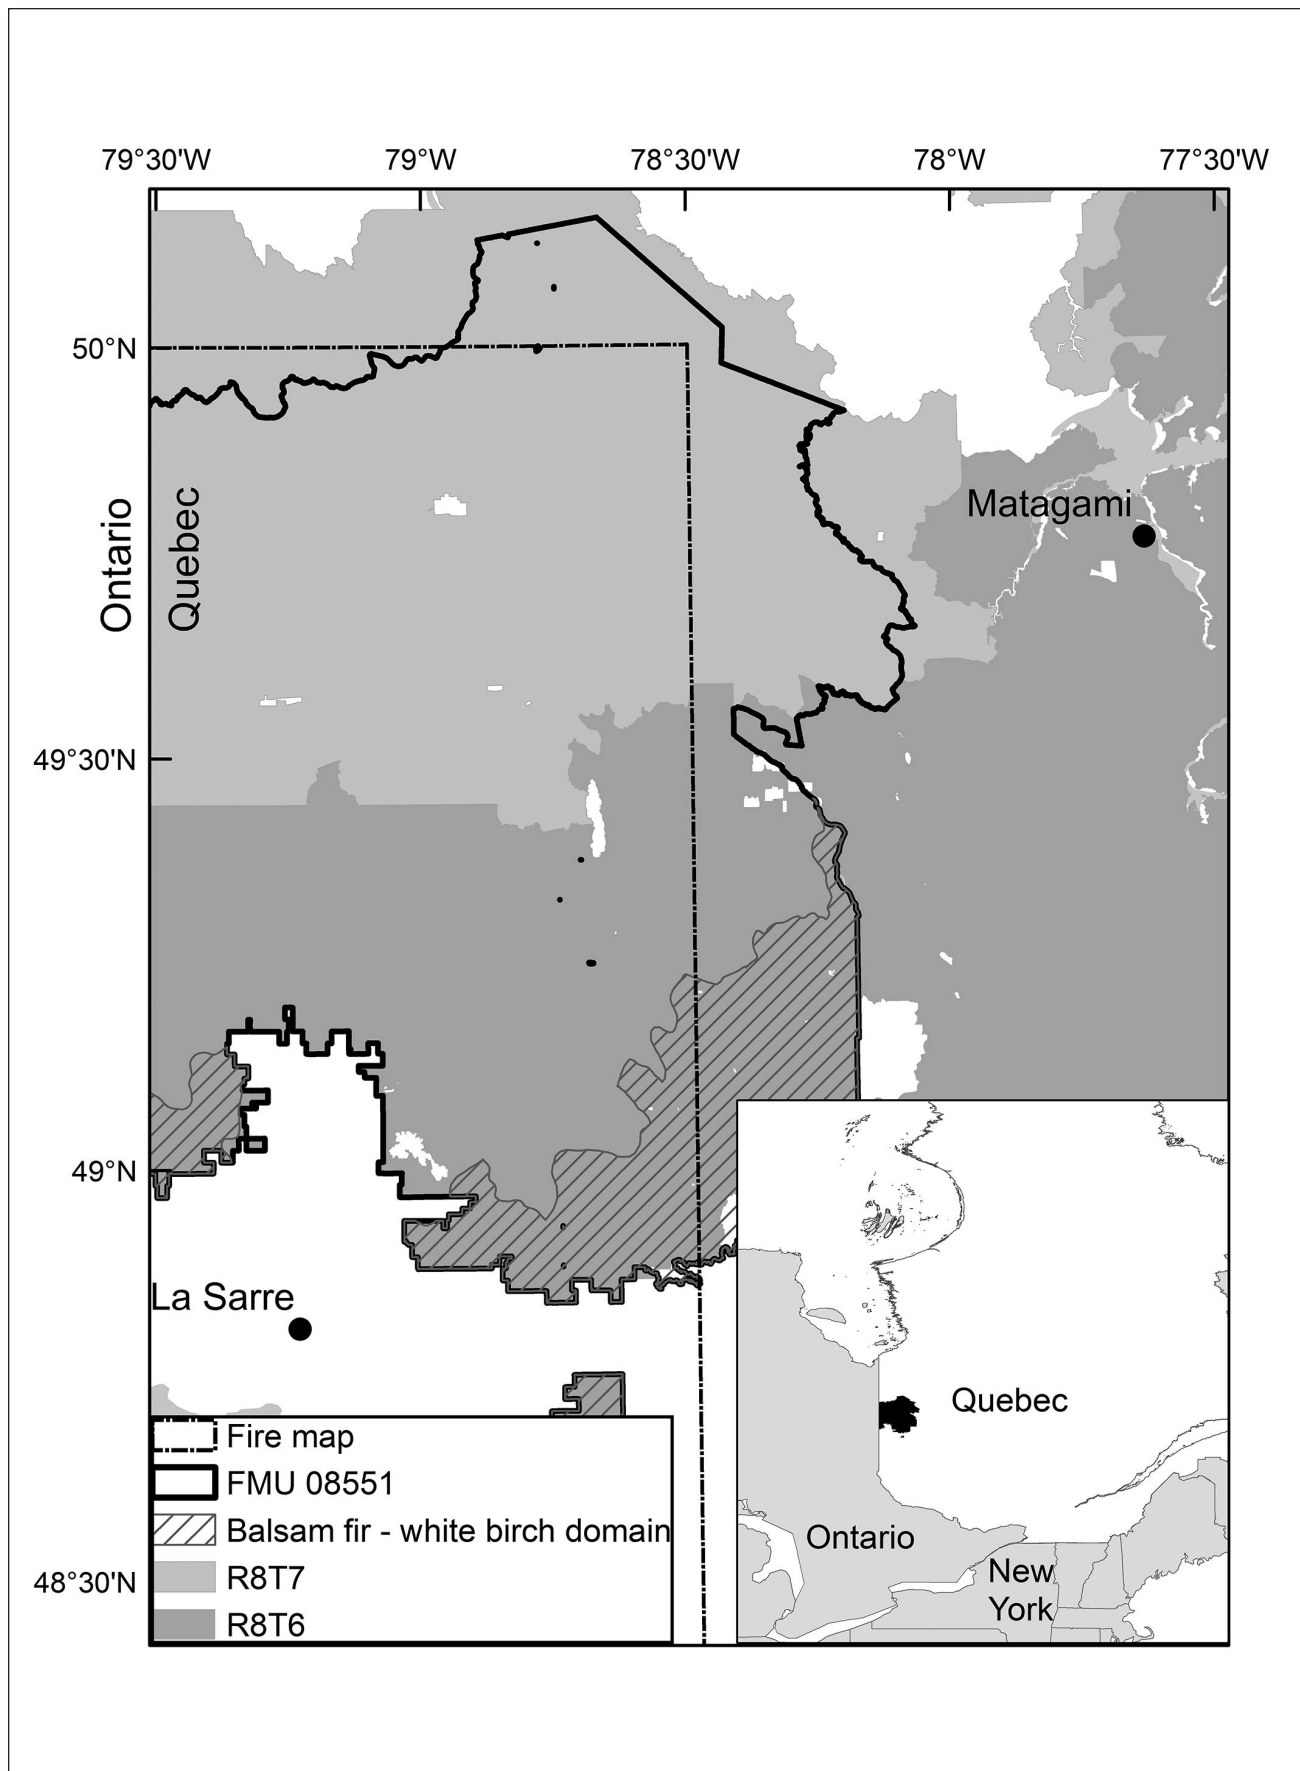 79°30'W
79°W
78°30'W
78°W
77°30'W
50°N
Ontario
Quebec
Matagami
49°30'N
49°N
La Sarre
Quebec
Fire map
FMU 08551
Balsam fir - white birch domain
Ontario
R8T7
New
York
48°30'N
R8T6